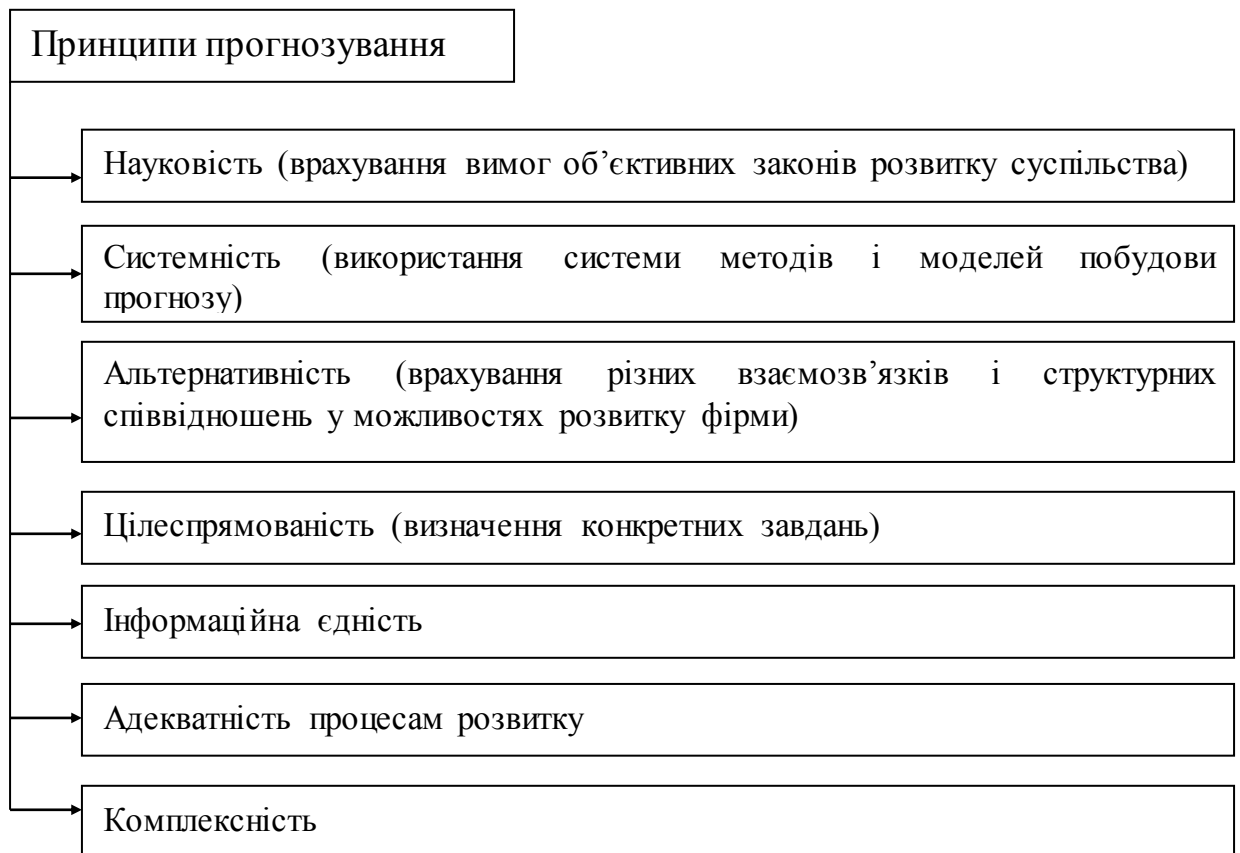 Принципи прогнозування
Науковість (врахування вимог об’єктивних законів розвитку суспільства)
Системність (використання системи методів і моделей побудови
прогнозу)
Альтернативність (врахування різних взаємозв’язків і структурних
співвідношень у можливостях розвитку фірми)
Цілеспрямованість (визначення конкретних завдань)
Інформаційна єдність
Адекватність процесам розвитку
Комплексність